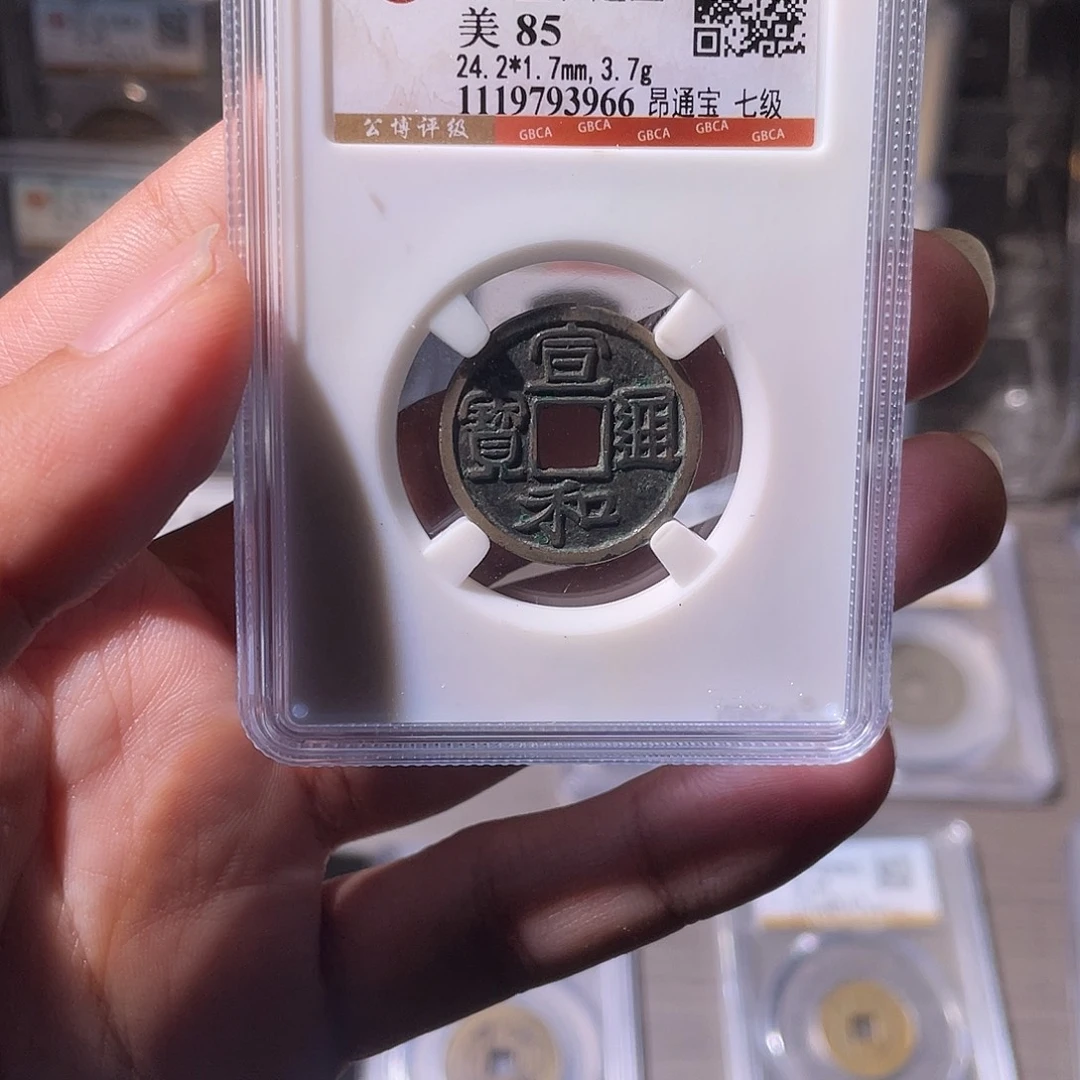 美 85
24.2*1.7mm, 3.7g
1119793966 昂通宝 七级
公博评级 GBCA GBCA GBCA GBCA GBCA
宣
寳 通
和